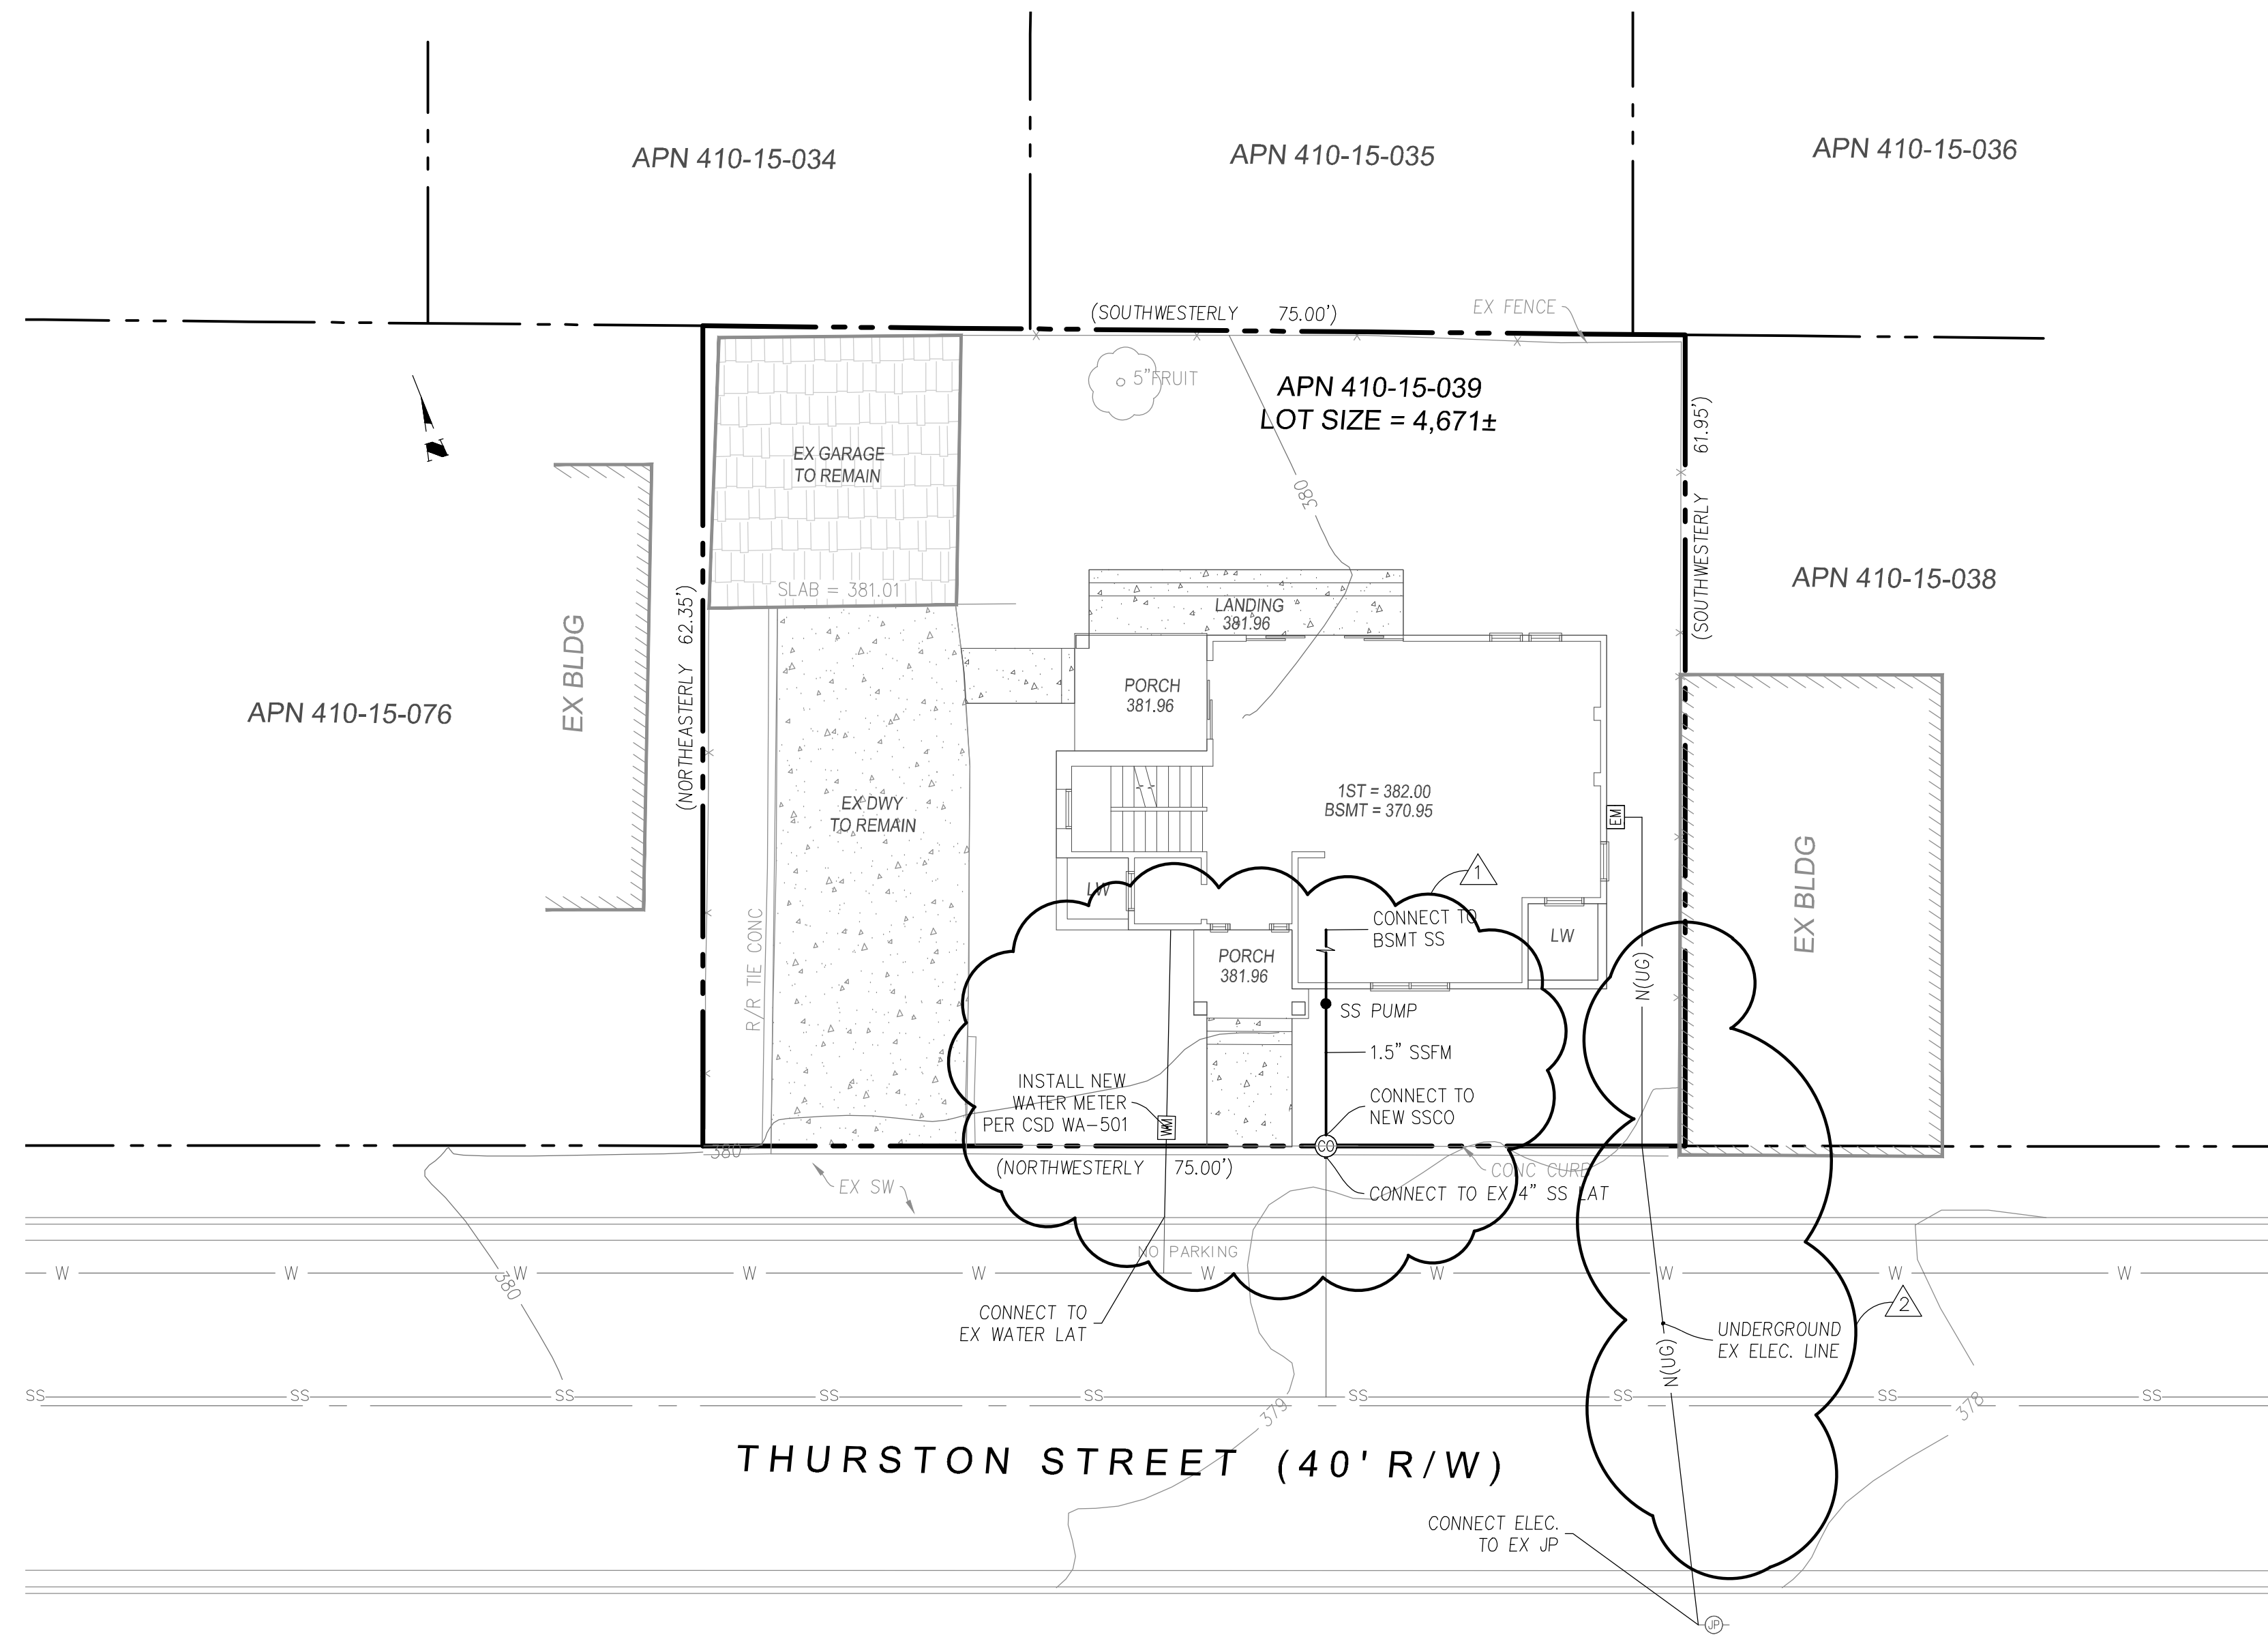 APN 410-15-034
APN 410-15-035
APN 410-15-036
(SOUTHWESTERLY 75.00')
EX FENCE
5"FRUIT
APN 410-15-039
LOT SIZE = 4,671±
N
EX GARAGE
TO REMAIN
380
(SOUTHWESTERLY 61.95')
SLAB = 381.01
LANDING
381.96
APN 410-15-038
EX BLDG
(NORTHEASTERLY 62.35')
APN 410-15-076
PORCH
381.96
1ST = 382.00
BSMT = 370.95
EX DWY
TO REMAIN
EM
EX BLDG
LW
1
CONNECT TO
BSMT SS
LW
R/R TIE CONC
PORCH
381.96
N(UG)
SS PUMP
1.5" SSFM
INSTALL NEW
WATER METER
PER CSD WA-501
WM
CONNECT TO
NEW SSCO
CO
380
(NORTHWESTERLY 75.00')
CONC CURB
EX SW
CONNECT TO EX 4" SS LAT
NO PARKING
W W W W W W W W W W
380
CONNECT TO
EX WATER LAT
2
UNDERGROUND
EX ELEC. LINE
N(UG)
SS SS SS SS SS SS SS SS SS
379
378
THURSTON STREET (40' R/W)
CONNECT ELEC.
TO EX JP
JP